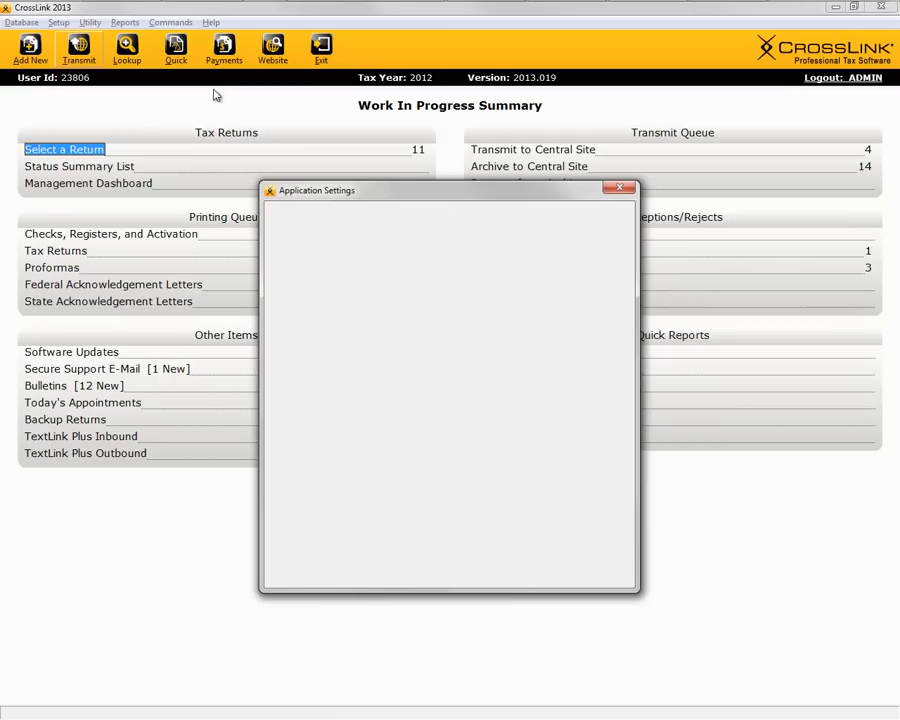 CrossLink 2013
Database Setup Utility Reports Commands Help
Add New Transmit Lookup Quick Payments Website Exit
CROSSLINK
Professional Tax Software
User Id: 23806 Tax Year: 2012 Version: 2013.019 Logout: ADMIN
Work In Progress Summary
Tax Returns
Select a Return 11
Status Summary List
Management Dashboard
Transmit Queue
Transmit to Central Site 4
Archive to Central Site 14
Application Settings
Printing Queu
Checks, Registers, and Activation
Tax Returns
Proformas
Federal Acknowledgement Letters
State Acknowledgement Letters
eptions/Rejects
1
3
Other Items
Software Updates
Secure Support E-Mail [1 New]
Bulletins [12 New]
Today's Appointments
Backup Returns
TextLink Plus Inbound
TextLink Plus Outbound
Quick Reports